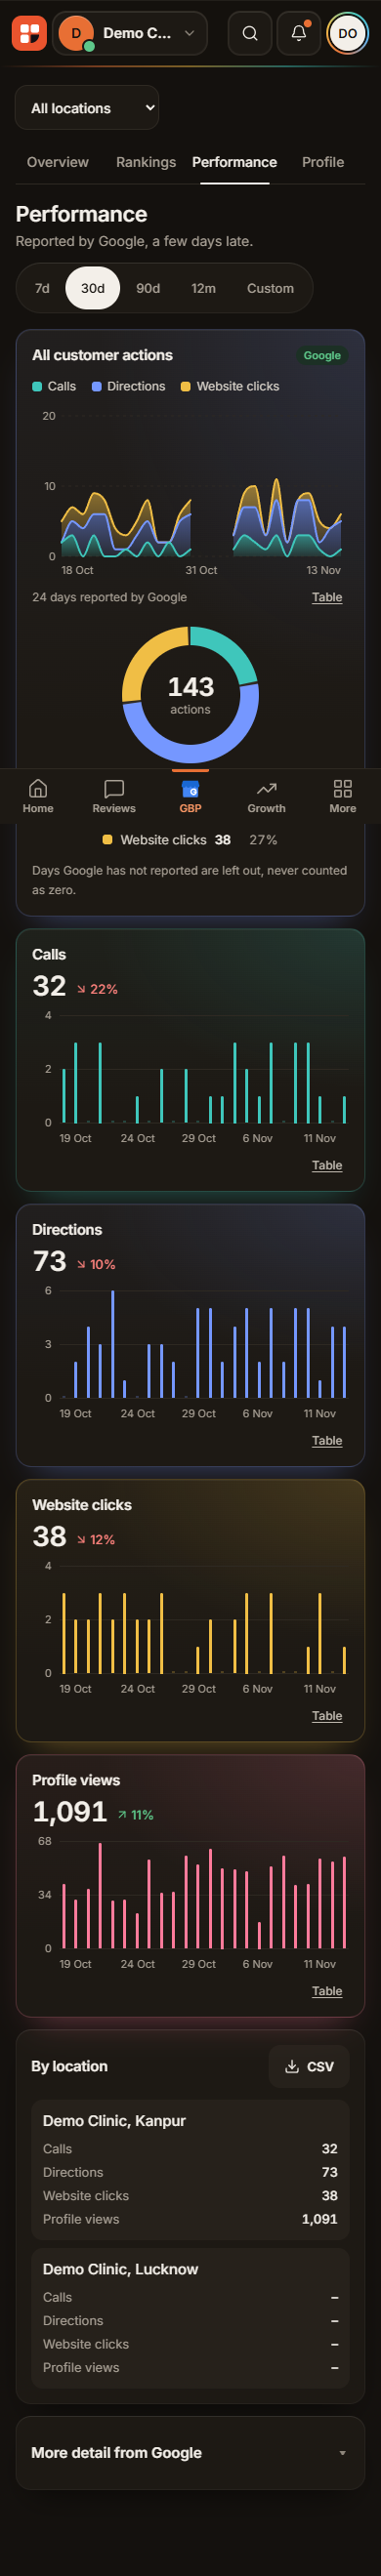 D
Demo C...
DO
All locations
Overview
Rankings
Performance
Profile
Performance
Reported by Google, a few days late.
7d
30d
90d
12m
Custom
All customer actions
Google
Calls
Directions
Website clicks
20
10
0
18 Oct
31 Oct
13 Nov
24 days reported by Google
Table
143
actions
Home
Reviews
GBP
Growth
More
Website clicks 38 27%
Days Google has not reported are left out, never counted
as zero.
Calls
32 ↘ 22%
4
2
0
19 Oct
24 Oct
29 Oct
6 Nov
11 Nov
Table
Directions
73 ↘ 10%
6
3
0
19 Oct
24 Oct
29 Oct
6 Nov
11 Nov
Table
Website clicks
38 ↘ 12%
4
2
0
19 Oct
24 Oct
29 Oct
6 Nov
11 Nov
Table
Profile views
1,091 ↗ 11%
68
34
0
19 Oct
24 Oct
29 Oct
6 Nov
11 Nov
Table
By location
CSV
Demo Clinic, Kanpur
Calls 32
Directions 73
Website clicks 38
Profile views 1,091
Demo Clinic, Lucknow
Calls –
Directions –
Website clicks –
Profile views –
More detail from Google